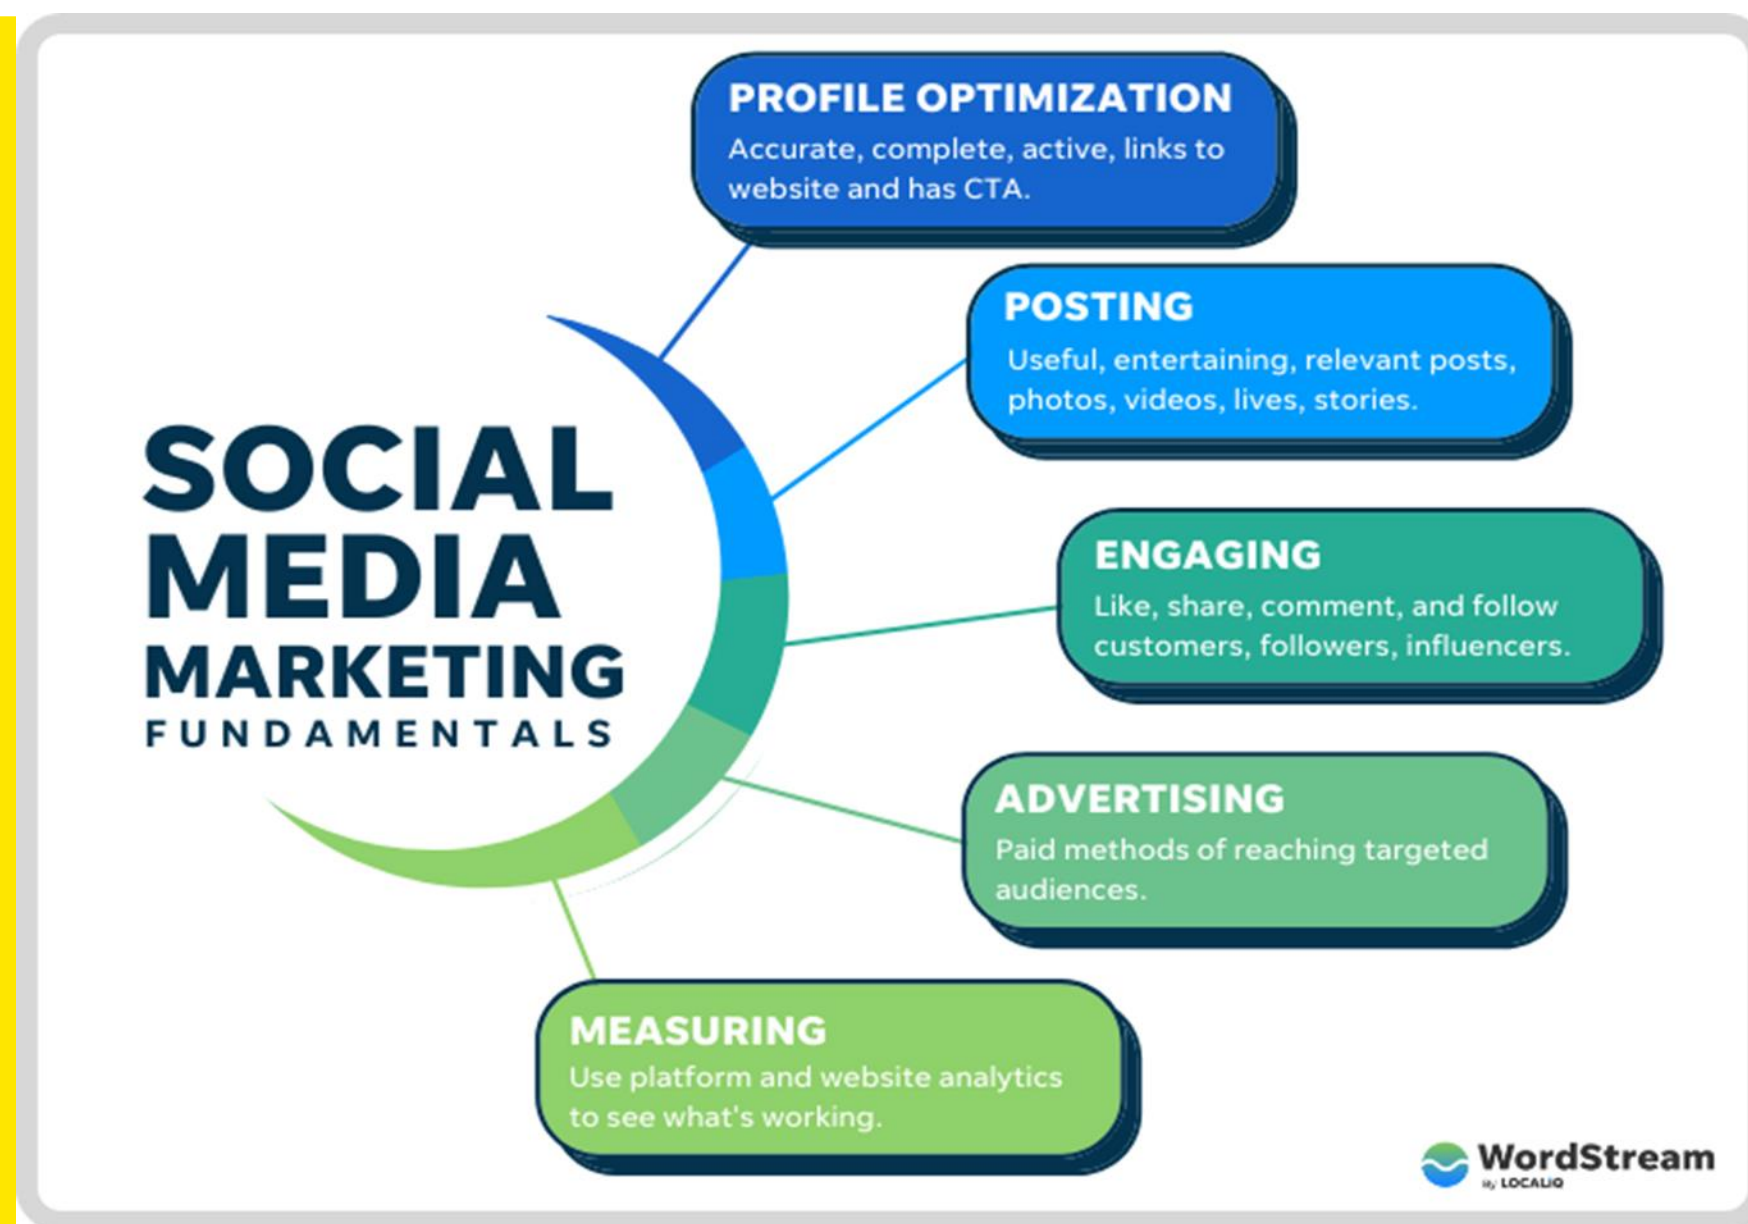 SOCIAL
MEDIA
MARKETING
FUNDAMENTALS
PROFILE OPTIMIZATION
Accurate, complete, active, links to
website and has CTA.
POSTING
Useful, entertaining, relevant posts,
photos, videos, lives, stories.
ENGAGING
Like, share, comment, and follow
customers, followers, influencers.
ADVERTISING
Paid methods of reaching targeted
audiences.
MEASURING
Use platform and website analytics
to see what's working.
WordStream
By LOCALIQ